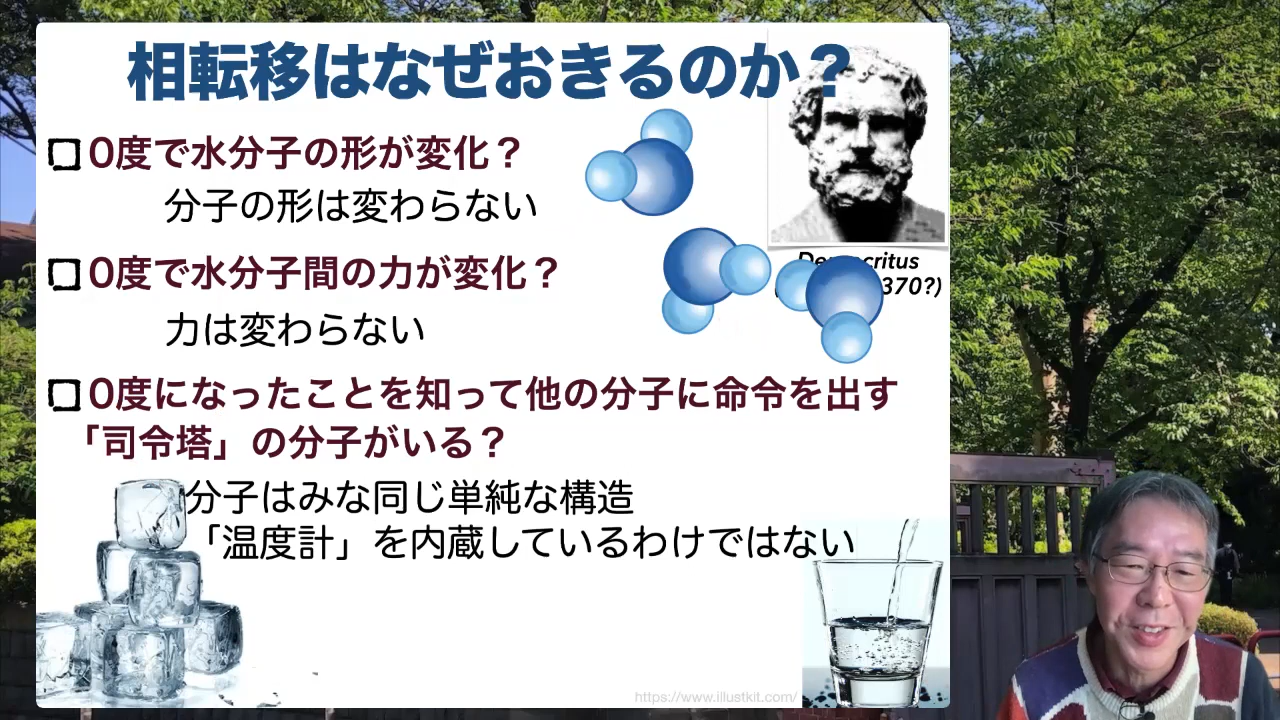 相転移はなぜおきるのか？
0度で水分子の形が変化？
分子の形は変わらない
0度で水分子間の力が変化？
力は変わらない
370?)
0度になったことを知って他の分子に命令を出す
「司令塔」の分子がいる？
分子はみな同じ単純な構造
「温度計」を内蔵しているわけではない
https://www.illustkit.com/